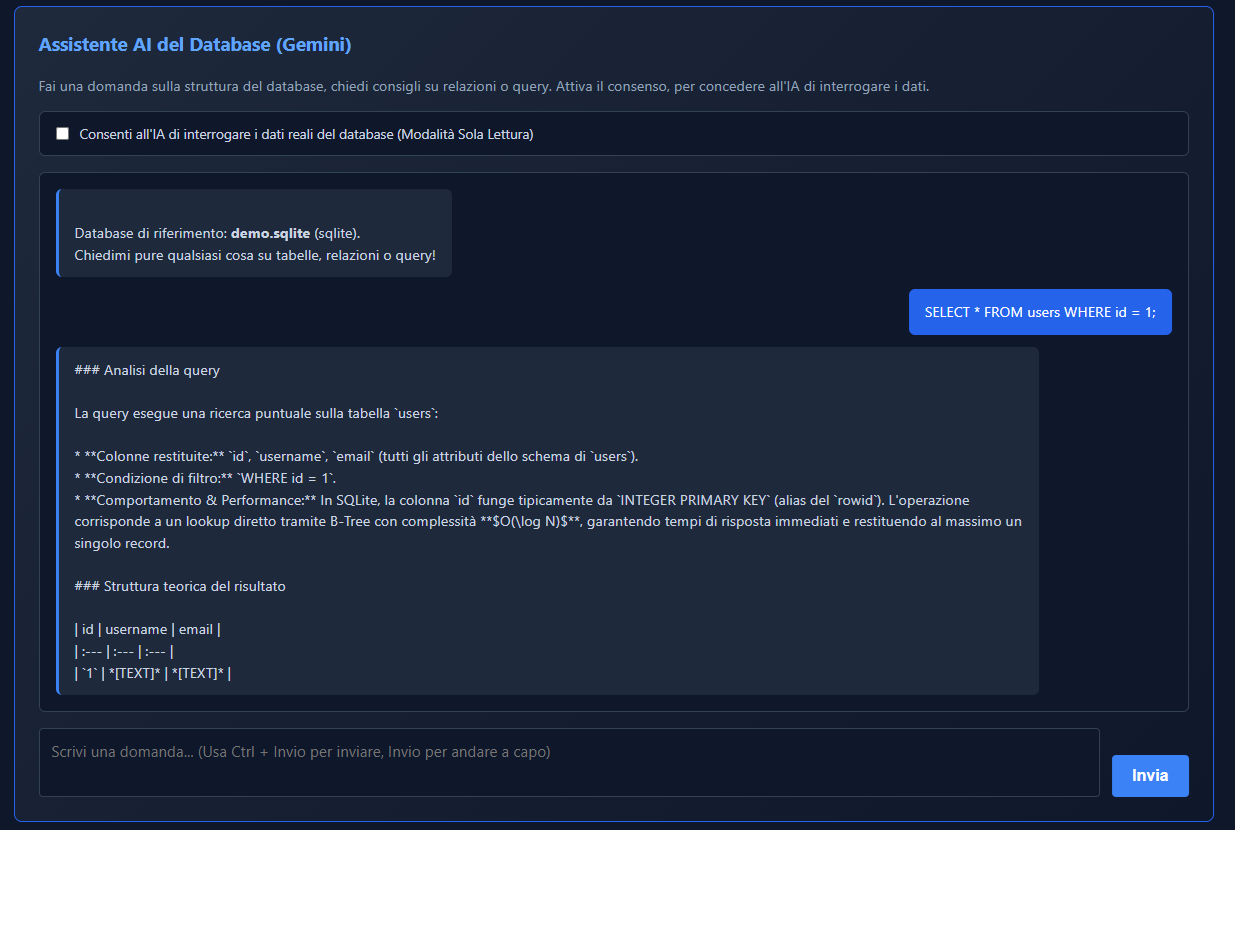 Assistente AI del Database (Gemini)
Fai una domanda sulla struttura del database, chiedi consigli su relazioni o query. Attiva il consenso, per concedere all'IA di interrogare i dati.
Consenti all'IA di interrogare i dati reali del database (Modalità Sola Lettura)
Database di riferimento: demo.sqlite (sqlite).
Chiedimi pure qualsiasi cosa su tabelle, relazioni o query!
SELECT * FROM users WHERE id = 1;
### Analisi della query
La query esegue una ricerca puntuale sulla tabella `users`:
* **Colonne restituite:** `id`, `username`, `email` (tutti gli attributi dello schema di `users`).
* **Condizione di filtro:** `WHERE id = 1`.
* **Comportamento & Performance:** In SQLite, la colonna `id` funge tipicamente da `INTEGER PRIMARY KEY` (alias del `rowid`). L'operazione
corrisponde a un lookup diretto tramite B-Tree con complessità **$O(\log N)$**, garantendo tempi di risposta immediati e restituendo al massimo un
singolo record.
### Struttura teorica del risultato
| id | username | email |
| :--- | :--- | :--- |
| `1` | *[TEXT]* | *[TEXT]* |
Scrivi una domanda... (Usa Ctrl + Invio per inviare, Invio per andare a capo)
Invia